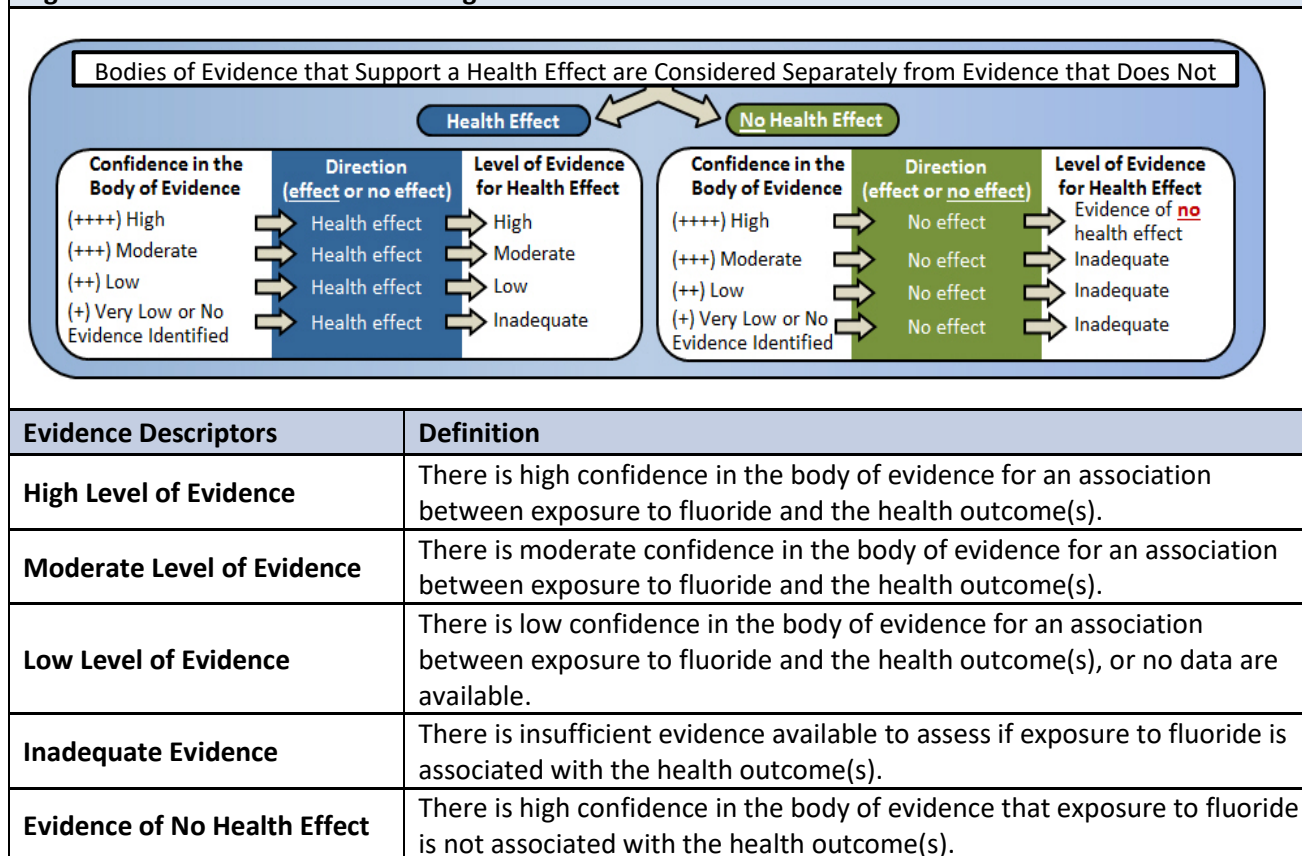 Bodies of Evidence that Support a Health Effect are Considered Separately from Evidence that Does Not
Health Effect
No Health Effect
Confidence in the
Body of Evidence
Direction
(effect or no effect)
Level of Evidence
for Health Effect
(++++) High
Health effect
High
(+++) Moderate
Health effect
Moderate
(++) Low
Health effect
Low
(+) Very Low or No
Evidence Identified
Health effect
Inadequate
Confidence in the
Body of Evidence
Direction
(effect or no effect)
Level of Evidence
for Health Effect
(++++) High
No effect
Evidence of no
health effect
(+++) Moderate
No effect
Inadequate
(++) Low
No effect
Inadequate
(+) Very Low or No
Evidence Identified
No effect
Inadequate
Evidence Descriptors
Definition
High Level of Evidence
There is high confidence in the body of evidence for an association
between exposure to fluoride and the health outcome(s).
Moderate Level of Evidence
There is moderate confidence in the body of evidence for an association
between exposure to fluoride and the health outcome(s).
Low Level of Evidence
There is low confidence in the body of evidence for an association
between exposure to fluoride and the health outcome(s), or no data are
available.
Inadequate Evidence
There is insufficient evidence available to assess if exposure to fluoride is
associated with the health outcome(s).
Evidence of No Health Effect
There is high confidence in the body of evidence that exposure to fluoride
is not associated with the health outcome(s).